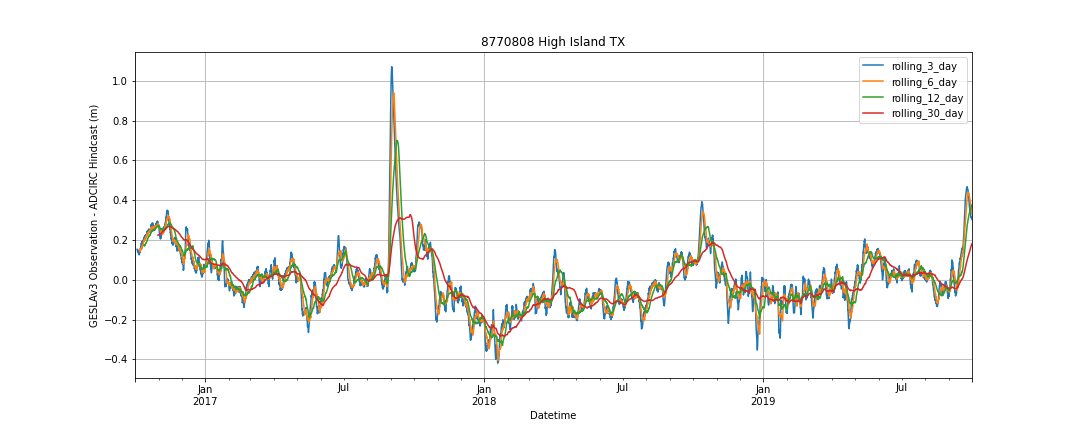 8770808 High Island TX
GESLAv3 Observation - ADCIRC Hindcast (m)
1.0
0.8
0.6
0.4
0.2
0.0
−0.2
−0.4
rolling_3_day
rolling_6_day
rolling_12_day
rolling_30_day
Jan
2017
Jul
Jan
2018
Jul
Jan
2019
Jul
Datetime